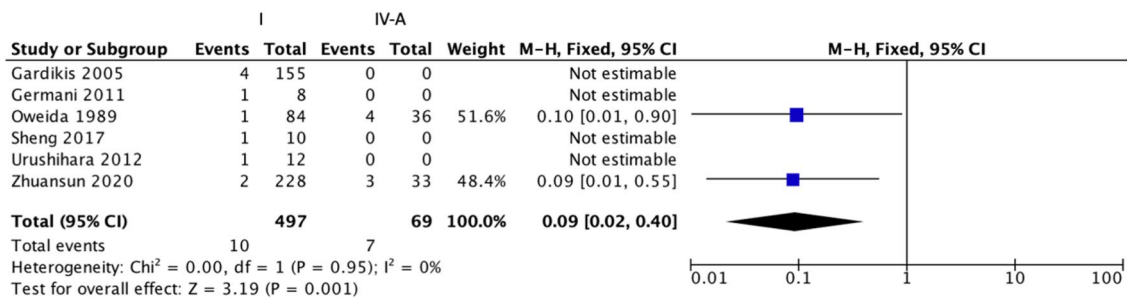 I IV-A
Study or Subgroup Events Total Events Total Weight M-H, Fixed, 95% CI M-H, Fixed, 95% CI
Gardikis 2005 4 155 0 0 Not estimable
Germani 2011 1 8 0 0 Not estimable
Oweida 1989 1 84 4 36 51.6% 0.10 [0.01, 0.90]
Sheng 2017 1 10 0 0 Not estimable
Urushihara 2012 1 12 0 0 Not estimable
Zhuansun 2020 2 228 3 33 48.4% 0.09 [0.01, 0.55]
Total (95% CI) 497 69 100.0% 0.09 [0.02, 0.40]
Total events 10 7
Heterogeneity: Chi² = 0.00, df = 1 (P = 0.95); I² = 0%
Test for overall effect: Z = 3.19 (P = 0.001)
0.01 0.1 1 10 100